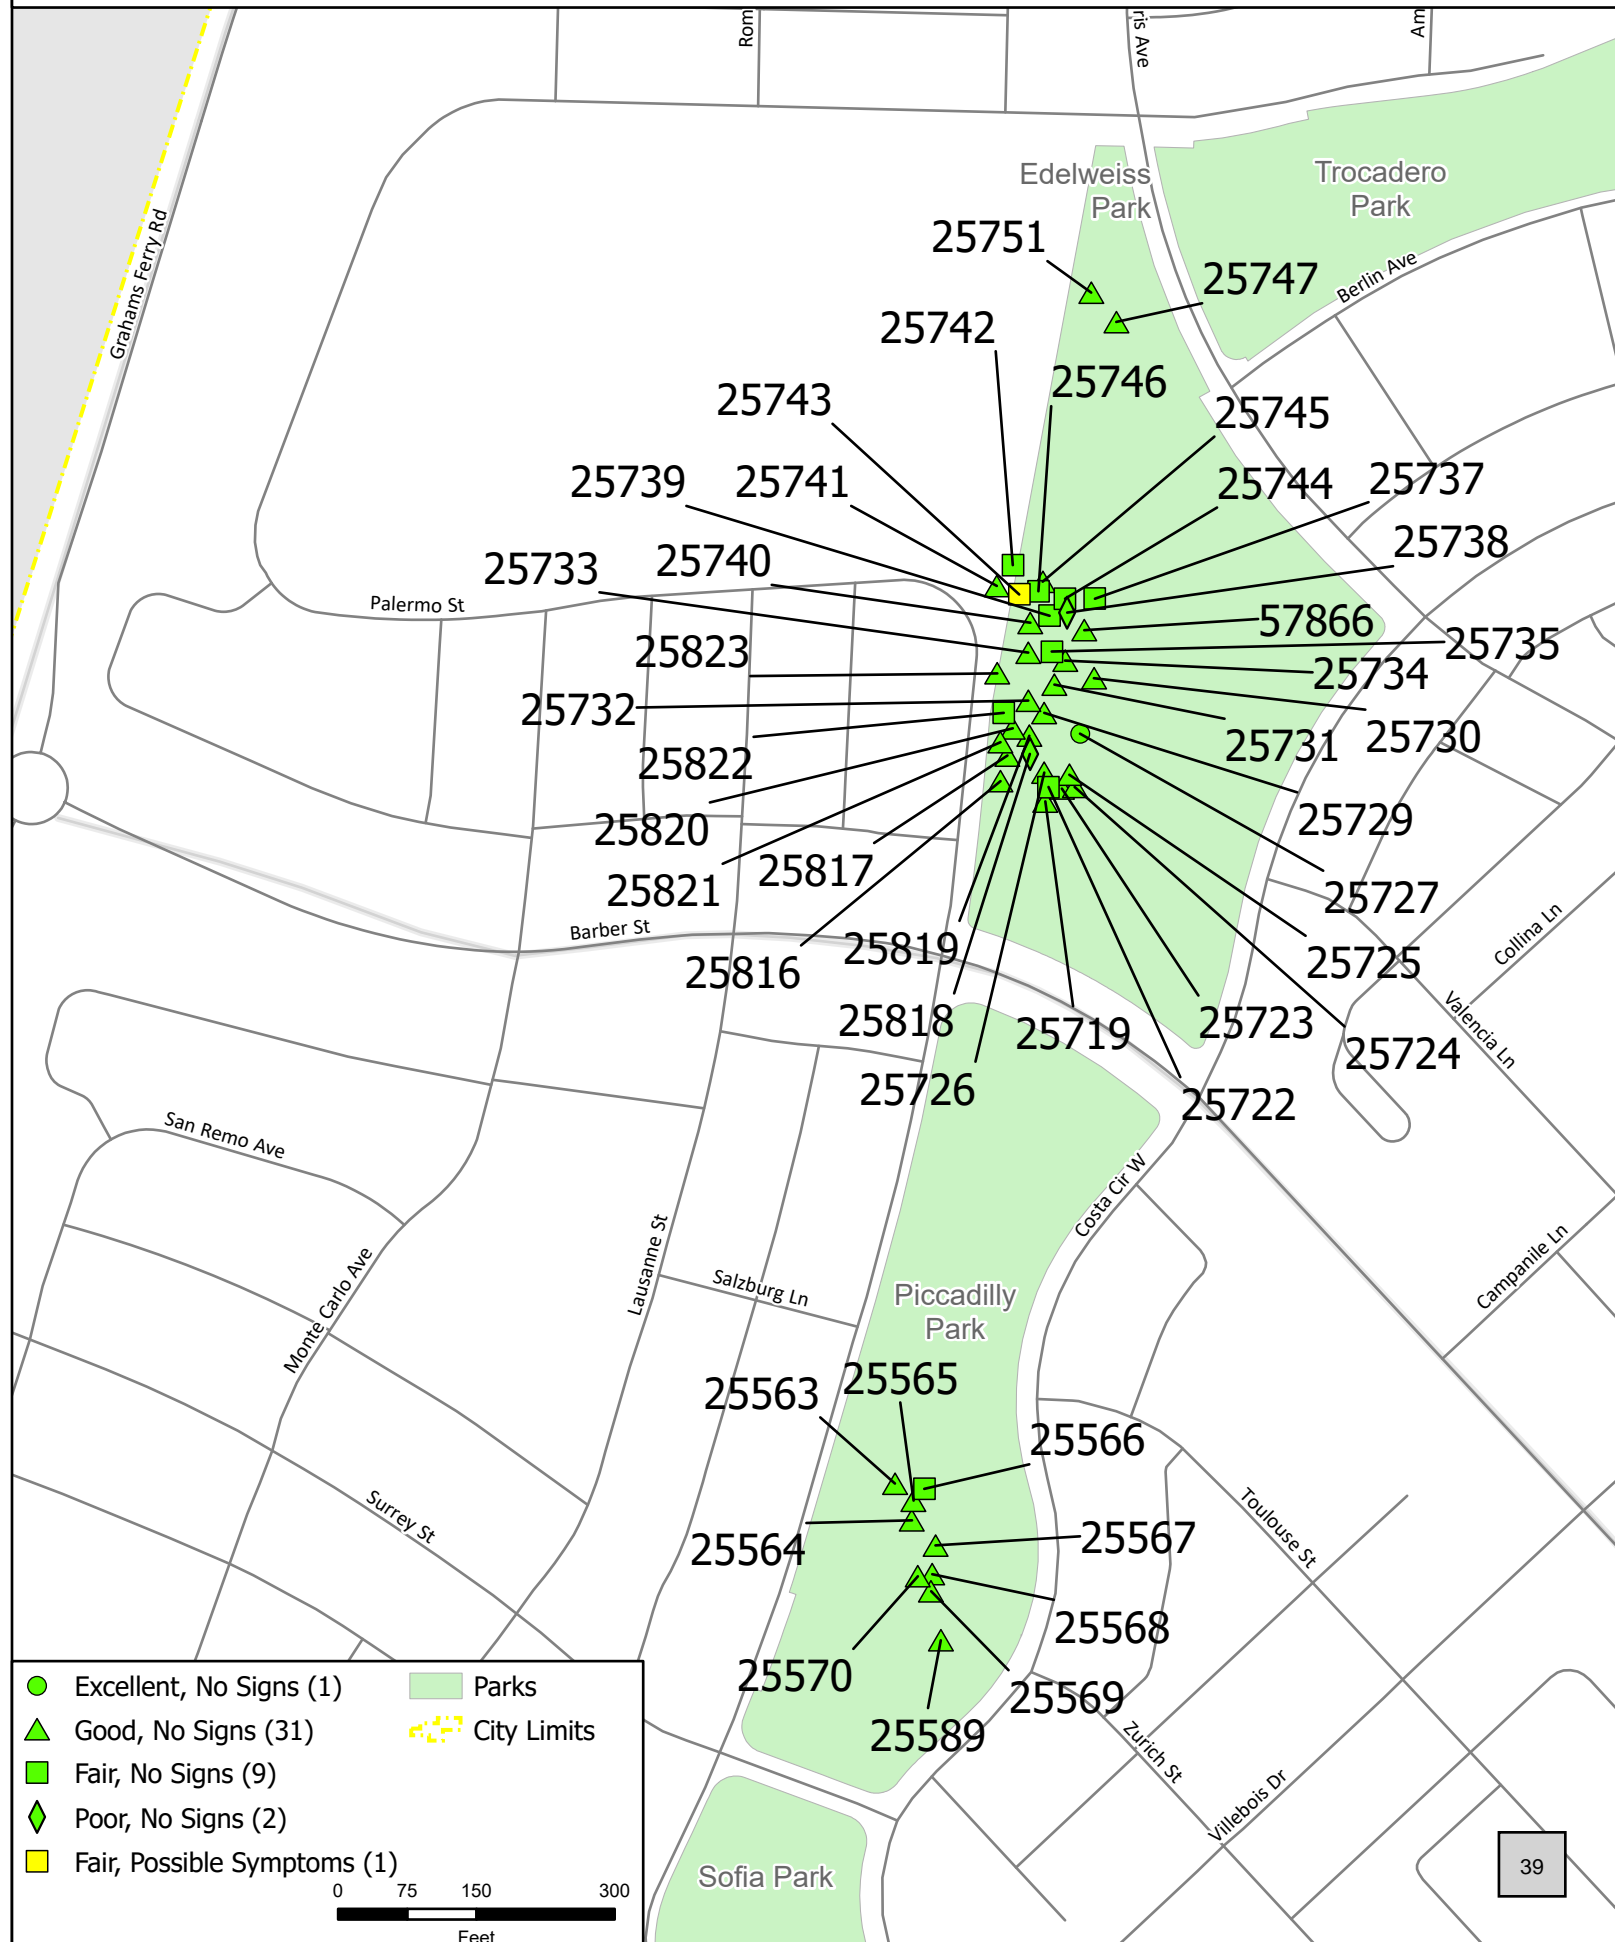 Rom
ris Ave
Am
Edelweiss
Park
Trocadero
Park
Grahams Ferry Rd
Berlin Ave
25751
25747
25742
25746
25743
25745
25739
25741
25744
25737
25738
25733
25740
Palermo St
57866
25735
25823
25734
25732
25730
25731
25822
25729
25820
25817
25821
25727
25819
25725
Barber St
Collina Ln
25816
25818
25719
25723
25724
Valencia Ln
25726
25722
San Remo Ave
Costa Cir W
Lausanne St
Monte Carlo Ave
Salzburg Ln
Campanile Ln
Piccadilly
Park
25563
25565
25566
Surrey St
Toulouse St
25564
25567
25568
25570
25569
25589
Zurich St
Villebois Dr
Sofia Park
Excellent, No Signs (1)
Good, No Signs (31)
Fair, No Signs (9)
Poor, No Signs (2)
Fair, Possible Symptoms (1)
Parks
City Limits
0 75 150 300
Feet
39